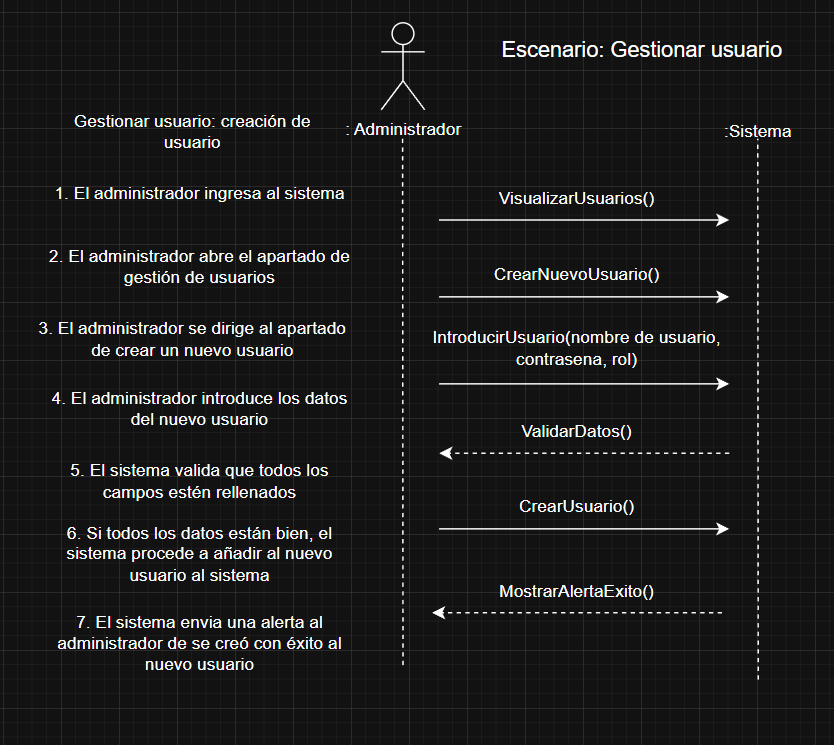 Escenario: Gestionar usuario
Gestionar usuario: creación de
usuario
: Administrador
:Sistema
1. El administrador ingresa al sistema
VisualizarUsuarios()
2. El administrador abre el apartado de
gestión de usuarios
CrearNuevoUsuario()
3. El administrador se dirige al apartado
de crear un nuevo usuario
IntroducirUsuario(nombre de usuario,
contrasena, rol)
4. El administrador introduce los datos
del nuevo usuario
ValidarDatos()
5. El sistema valida que todos los
campos estén rellenados
CrearUsuario()
6. Si todos los datos están bien, el
sistema procede a añadir al nuevo
usuario al sistema
MostrarAlertaExito()
7. El sistema envia una alerta al
administrador de se creó con éxito al
nuevo usuario